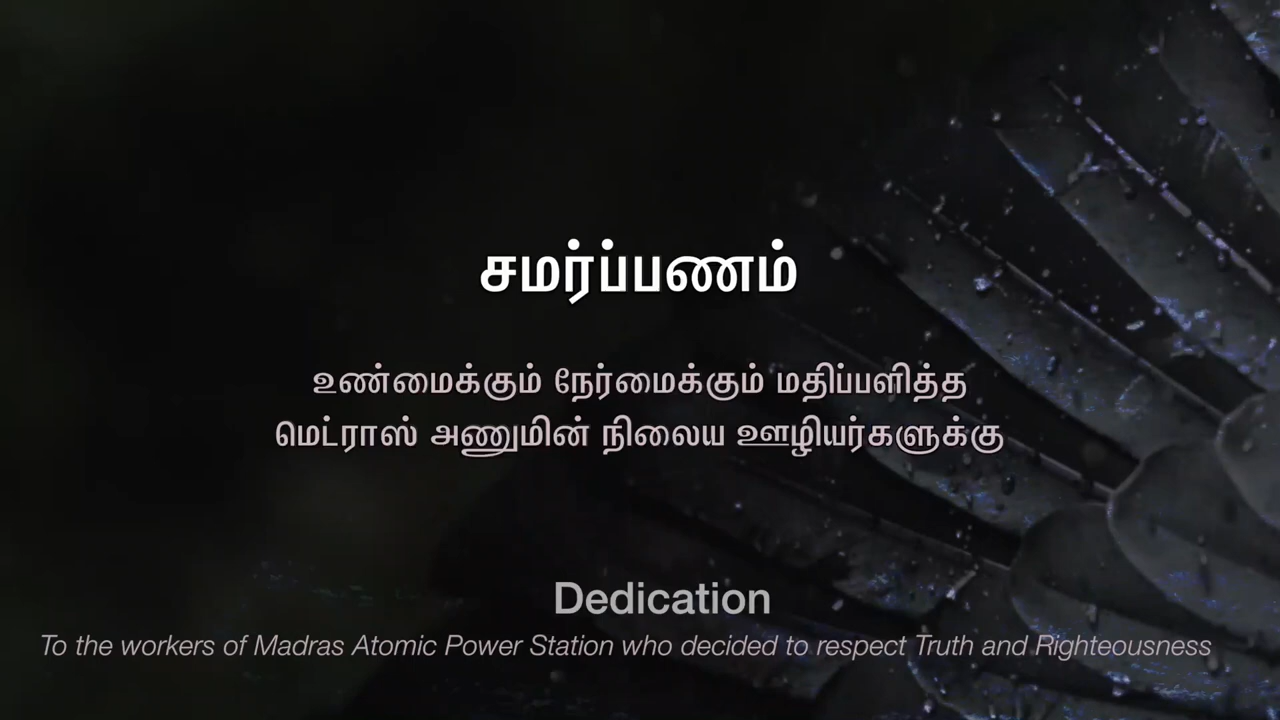 சமர்ப்பணம்
உண்மைக்கும் நேர்மைக்கும் மதிப்பளித்த
மெட்ராஸ் அணுமின் நிலைய ஊழியர்களுக்கு
Dedication
To the workers of Madras Atomic Power Station who decided to respect Truth and Righteousness